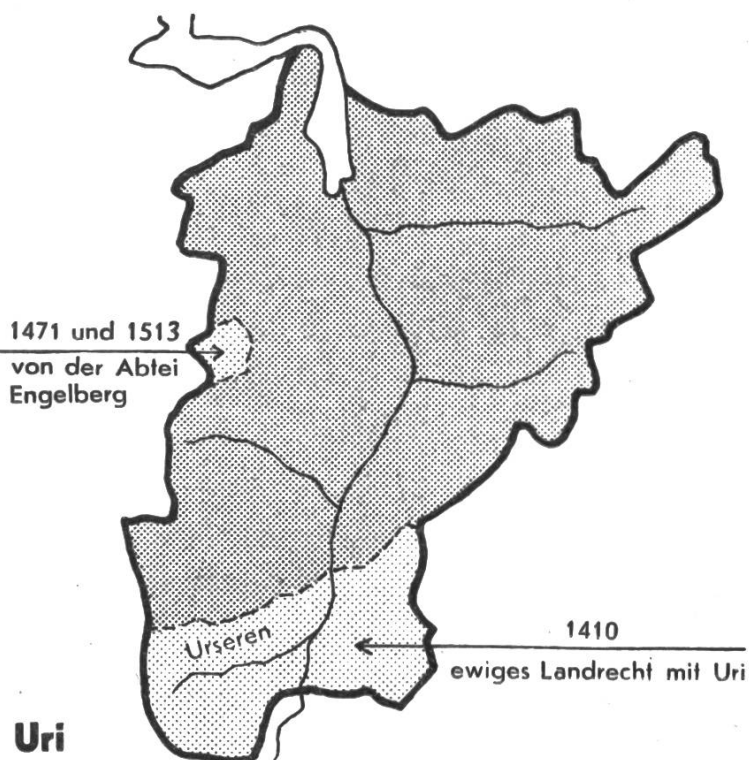 1471 und 1513
von der Abtei
Engelberg
Urseren
1410
ewiges Landrecht mit Uri
Uri